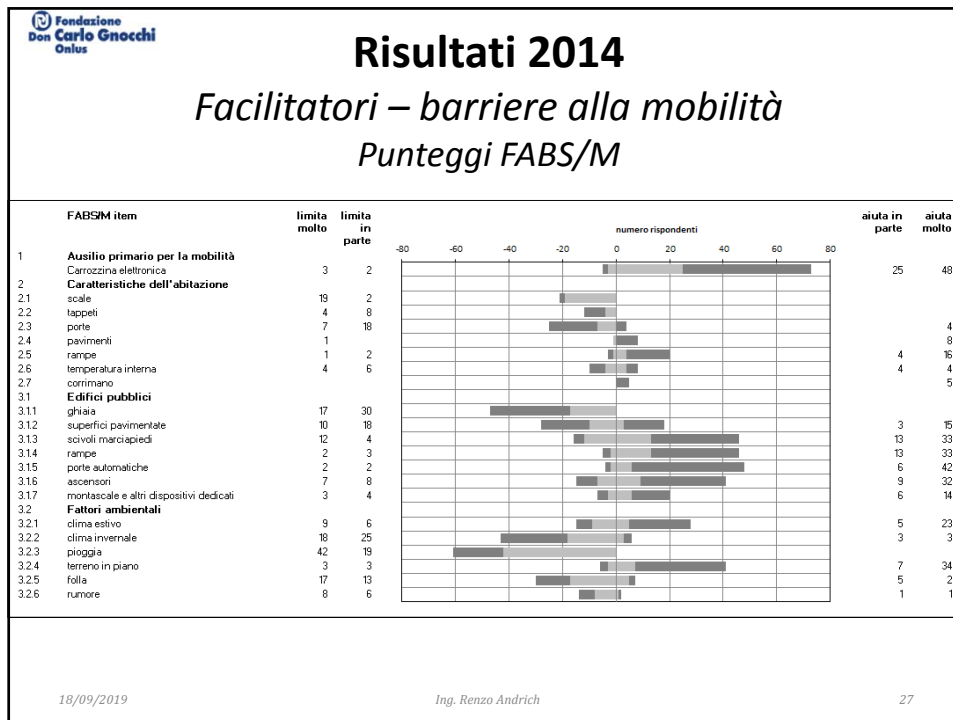 Fondazione
Don Carlo Gnocchi
Onlus
Risultati 2014
Facilitatori – barriere alla mobilità
Punteggi FABS/M
FABS/M item limita molto limita in parte numero rispondenti aiuta in parte aiuta molto
-80 -60 -40 -20 0 20 40 60 80
1 Ausilio primario per la mobilità
Carrozzina elettronica 3 2 25 48
2 Caratteristiche dell'abitazione
2.1 scale 19 2
2.2 tappeti 4 8
2.3 porte 7 18 4
2.4 pavimenti 1 8
2.5 rampe 1 2 4 16
2.6 temperatura interna 4 6 4 4
2.7 corrimano 5
3.1 Edifici pubblici
3.1.1 ghiaia 17 30
3.1.2 superfici pavimentate 10 18 3 15
3.1.3 scivoli marciapiedi 12 4 13 33
3.1.4 rampe 2 3 13 33
3.1.5 porte automatiche 2 2 6 42
3.1.6 ascensori 7 8 9 32
3.1.7 montascale e altri dispositivi dedicati 3 4 6 14
3.2 Fattori ambientali
3.2.1 clima estivo 9 6 5 23
3.2.2 clima invernale 18 25 3 3
3.2.3 pioggia 42 19
3.2.4 terreno in piano 3 3 7 34
3.2.5 folla 17 13 5 2
3.2.6 rumore 8 6 1 1
18/09/2019 Ing. Renzo Andrich 27